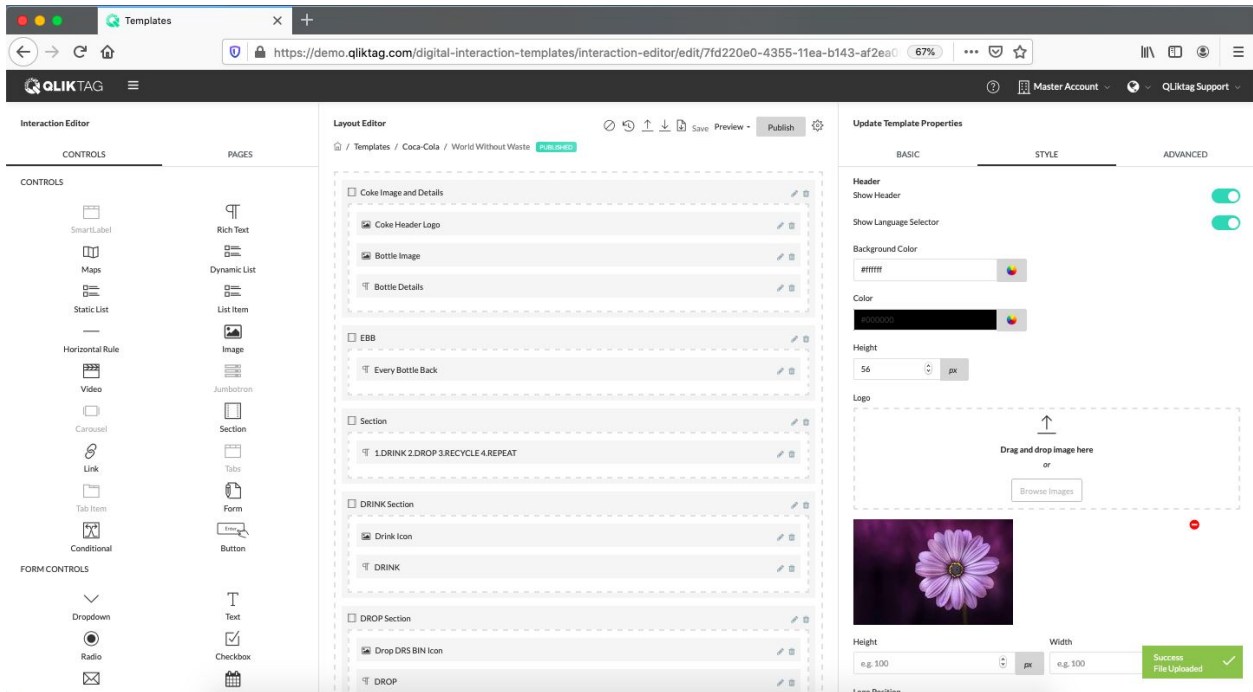 Templates
https://demo.qliktag.com/digital-interaction-templates/interaction-editor/edit/7fd220e0-4355-11ea-b143-af2ea0
67%
QLIKTAG
Master Account
QLiktag Support
Interaction Editor
CONTROLS
PAGES
CONTROLS
SmartLabel
Rich Text
Maps
Dynamic List
Static List
List Item
Horizontal Rule
Image
Video
Jumbotron
Carousel
Section
Link
Tabs
Tab Item
Form
Conditional
Enter
Button
FORM CONTROLS
Dropdown
Text
Radio
Checkbox
Layout Editor
Save
Preview
Publish
/ Templates / Coca-Cola / World Without Waste PUBLISHED
Coke Image and Details
Coke Header Logo
Bottle Image
Bottle Details
EBB
Every Bottle Back
Section
1.DRINK 2.DROP 3.RECYCLE 4.REPEAT
DRINK Section
Drink Icon
DRINK
DROP Section
Drop DRS BIN Icon
DROP
Update Template Properties
BASIC
STYLE
ADVANCED
Header
Show Header
Show Language Selector
Background Color
#ffffff
Color
#000000
Height
56
px
Logo
Drag and drop image here
or
Browse Images
Height
Width
e.g. 100
px
e.g. 100
Success
File Uploaded
Logo Position